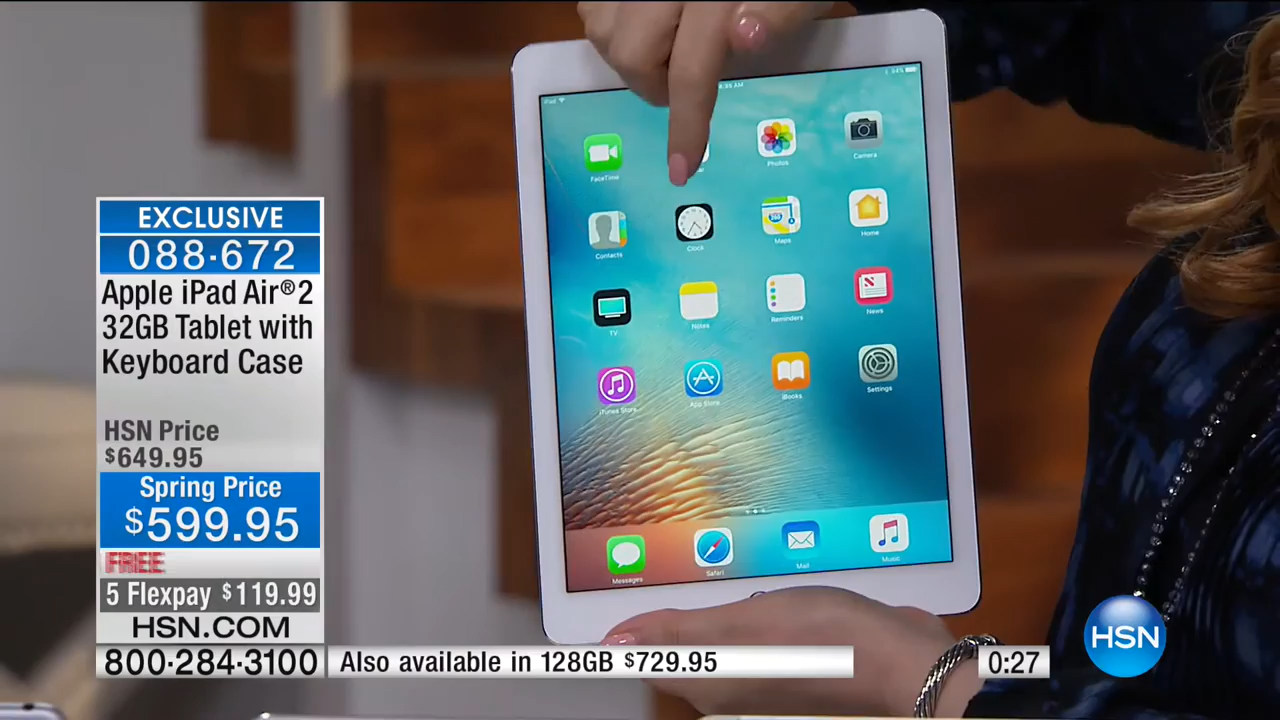 EXCLUSIVE
088-672
Apple iPad Air®2
32GB Tablet with
Keyboard Case
HSN Price
$649.95
Spring Price
$599.95
FREE
5 Flexpay $119.99
HSN.COM
800-284-3100
Also available in 128GB $729.95
0:27
HSN
iPad
94%
FaceTime
Photos
Camera
Contacts
Clock
Maps
Home
TV
Notes
Reminders
News
iTunes Store
App Store
iBooks
Settings
Messages
Safari
Mail
Music